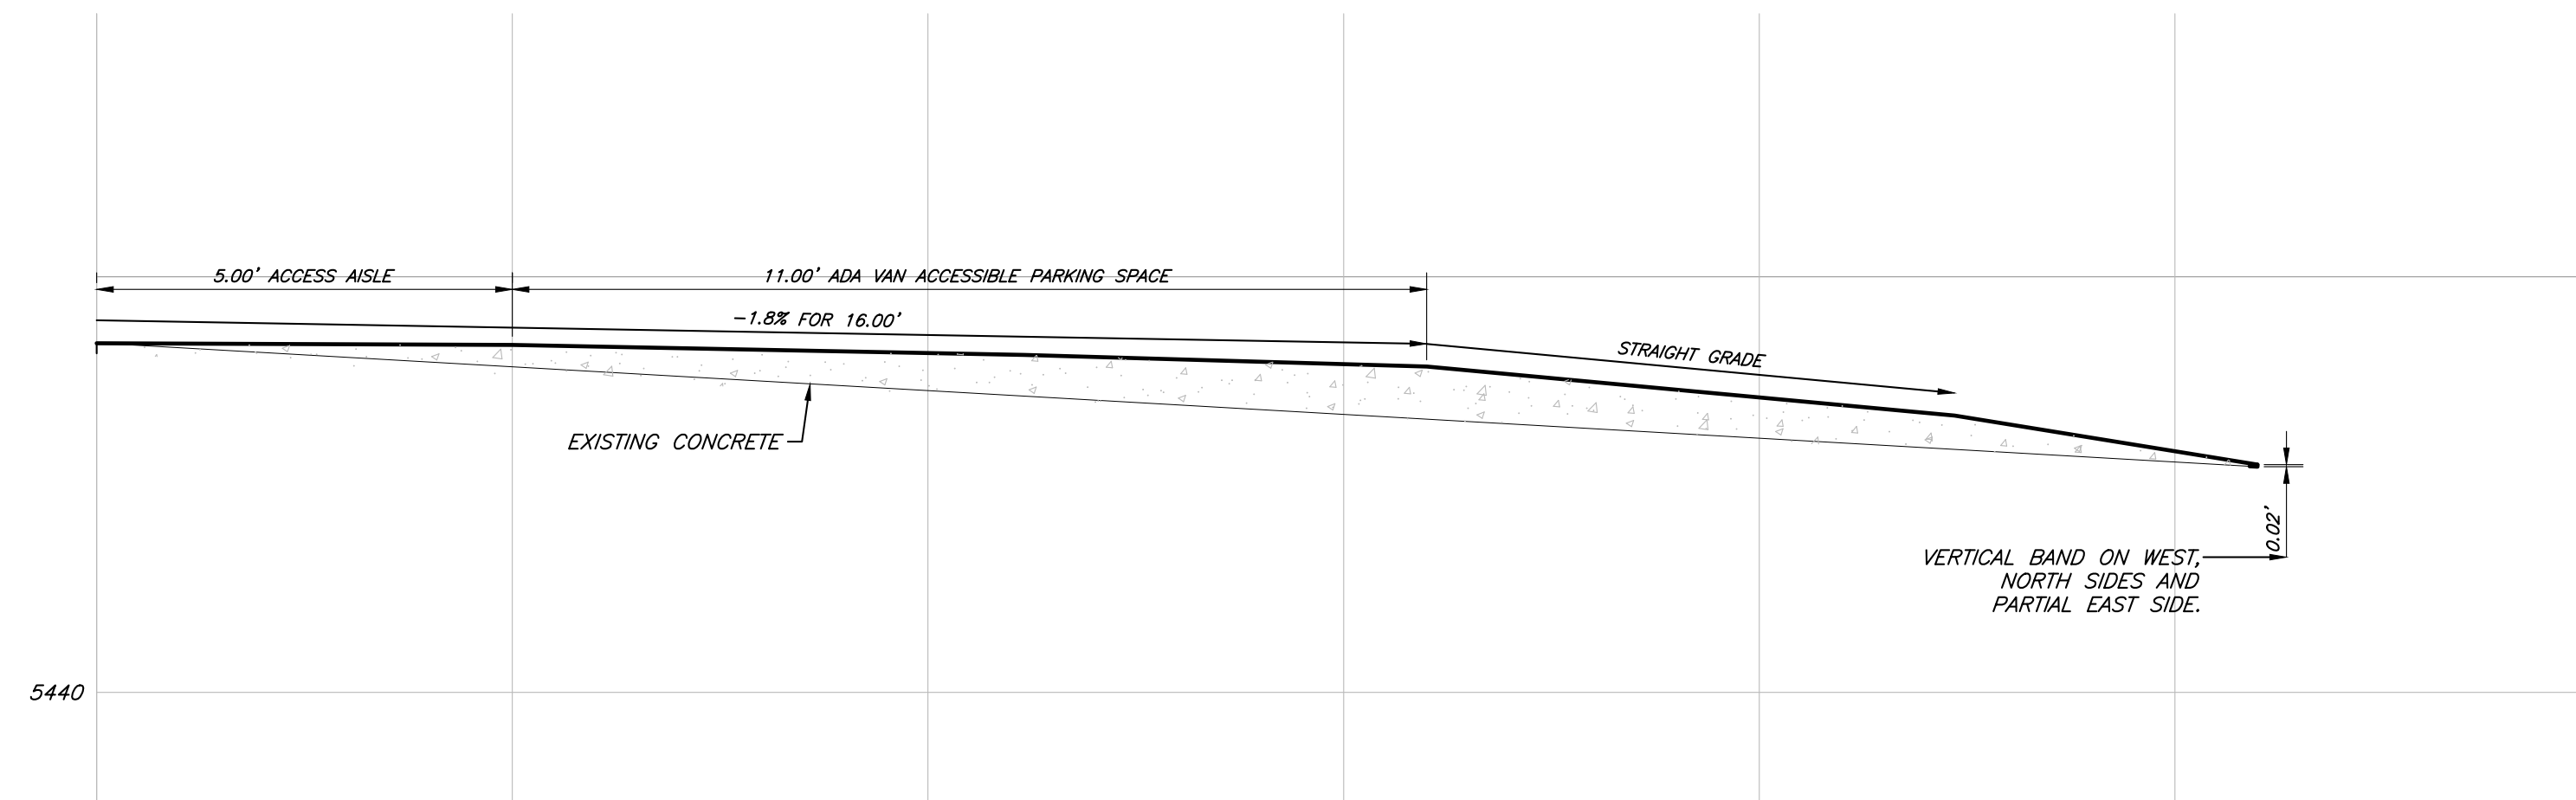 5.00' ACCESS AISLE
11.00' ADA VAN ACCESSIBLE PARKING SPACE
-1.8% FOR 16.00'
STRAIGHT GRADE
EXISTING CONCRETE
0.02'
VERTICAL BAND ON WEST,
NORTH SIDES AND
PARTIAL EAST SIDE.
5440